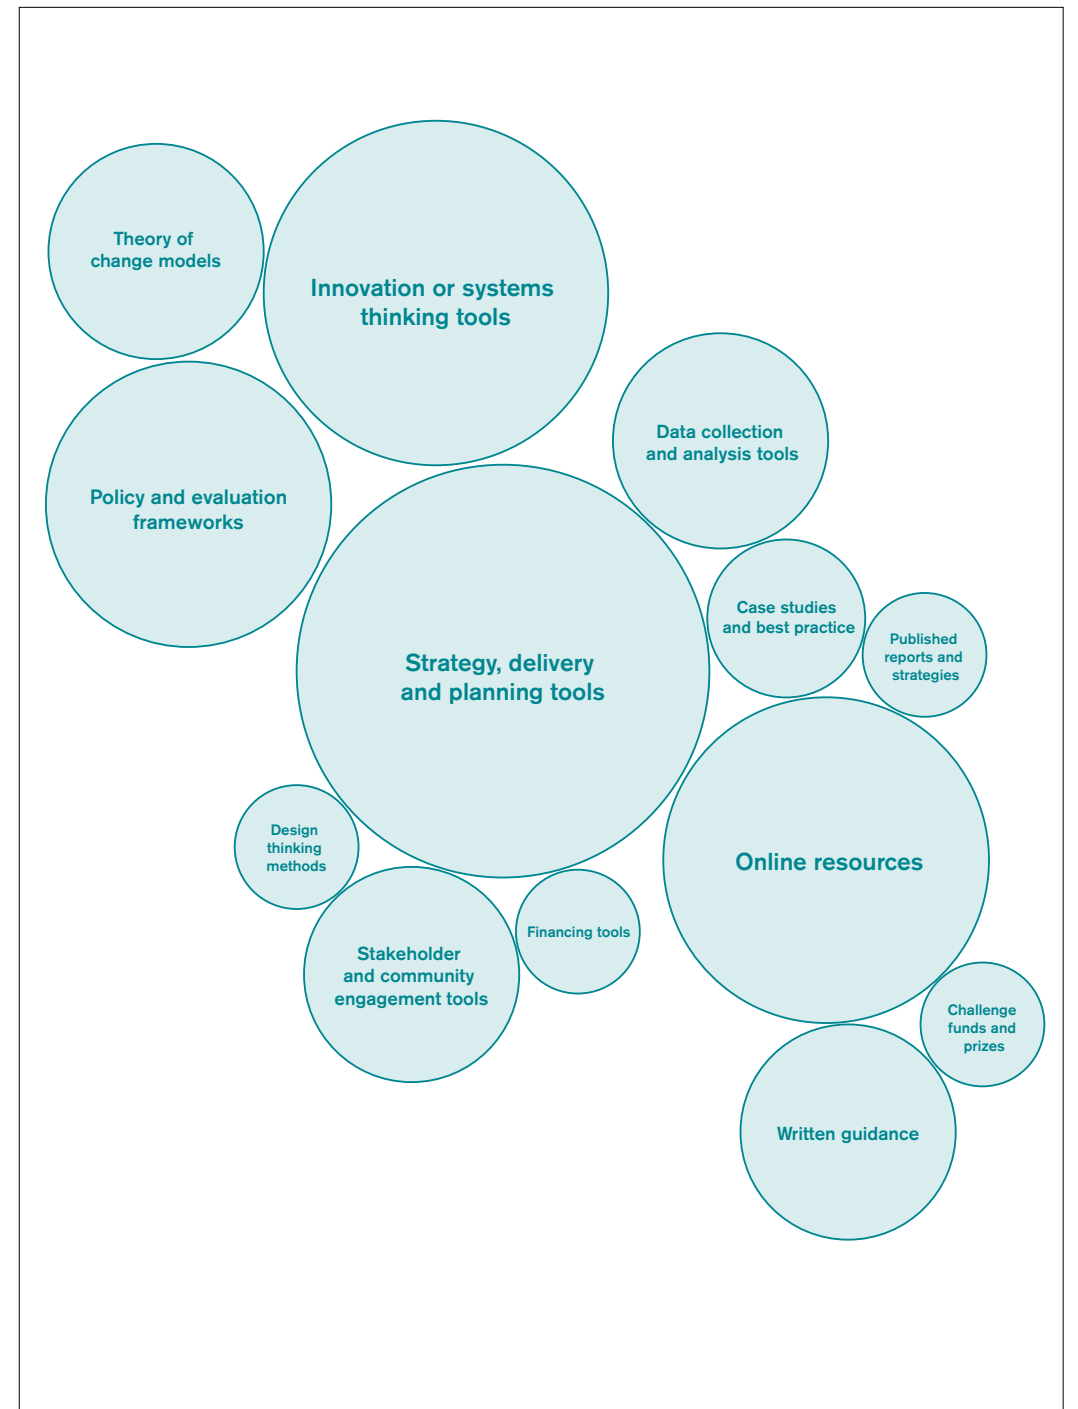 Theory of
change models
Innovation or systems
thinking tools
Data collection
and analysis tools
Policy and evaluation
frameworks
Case studies
and best practice
Published
reports and
strategies
Strategy, delivery
and planning tools
Design
thinking
methods
Online resources
Financing tools
Stakeholder
and community
engagement tools
Challenge
funds and
prizes
Written guidance